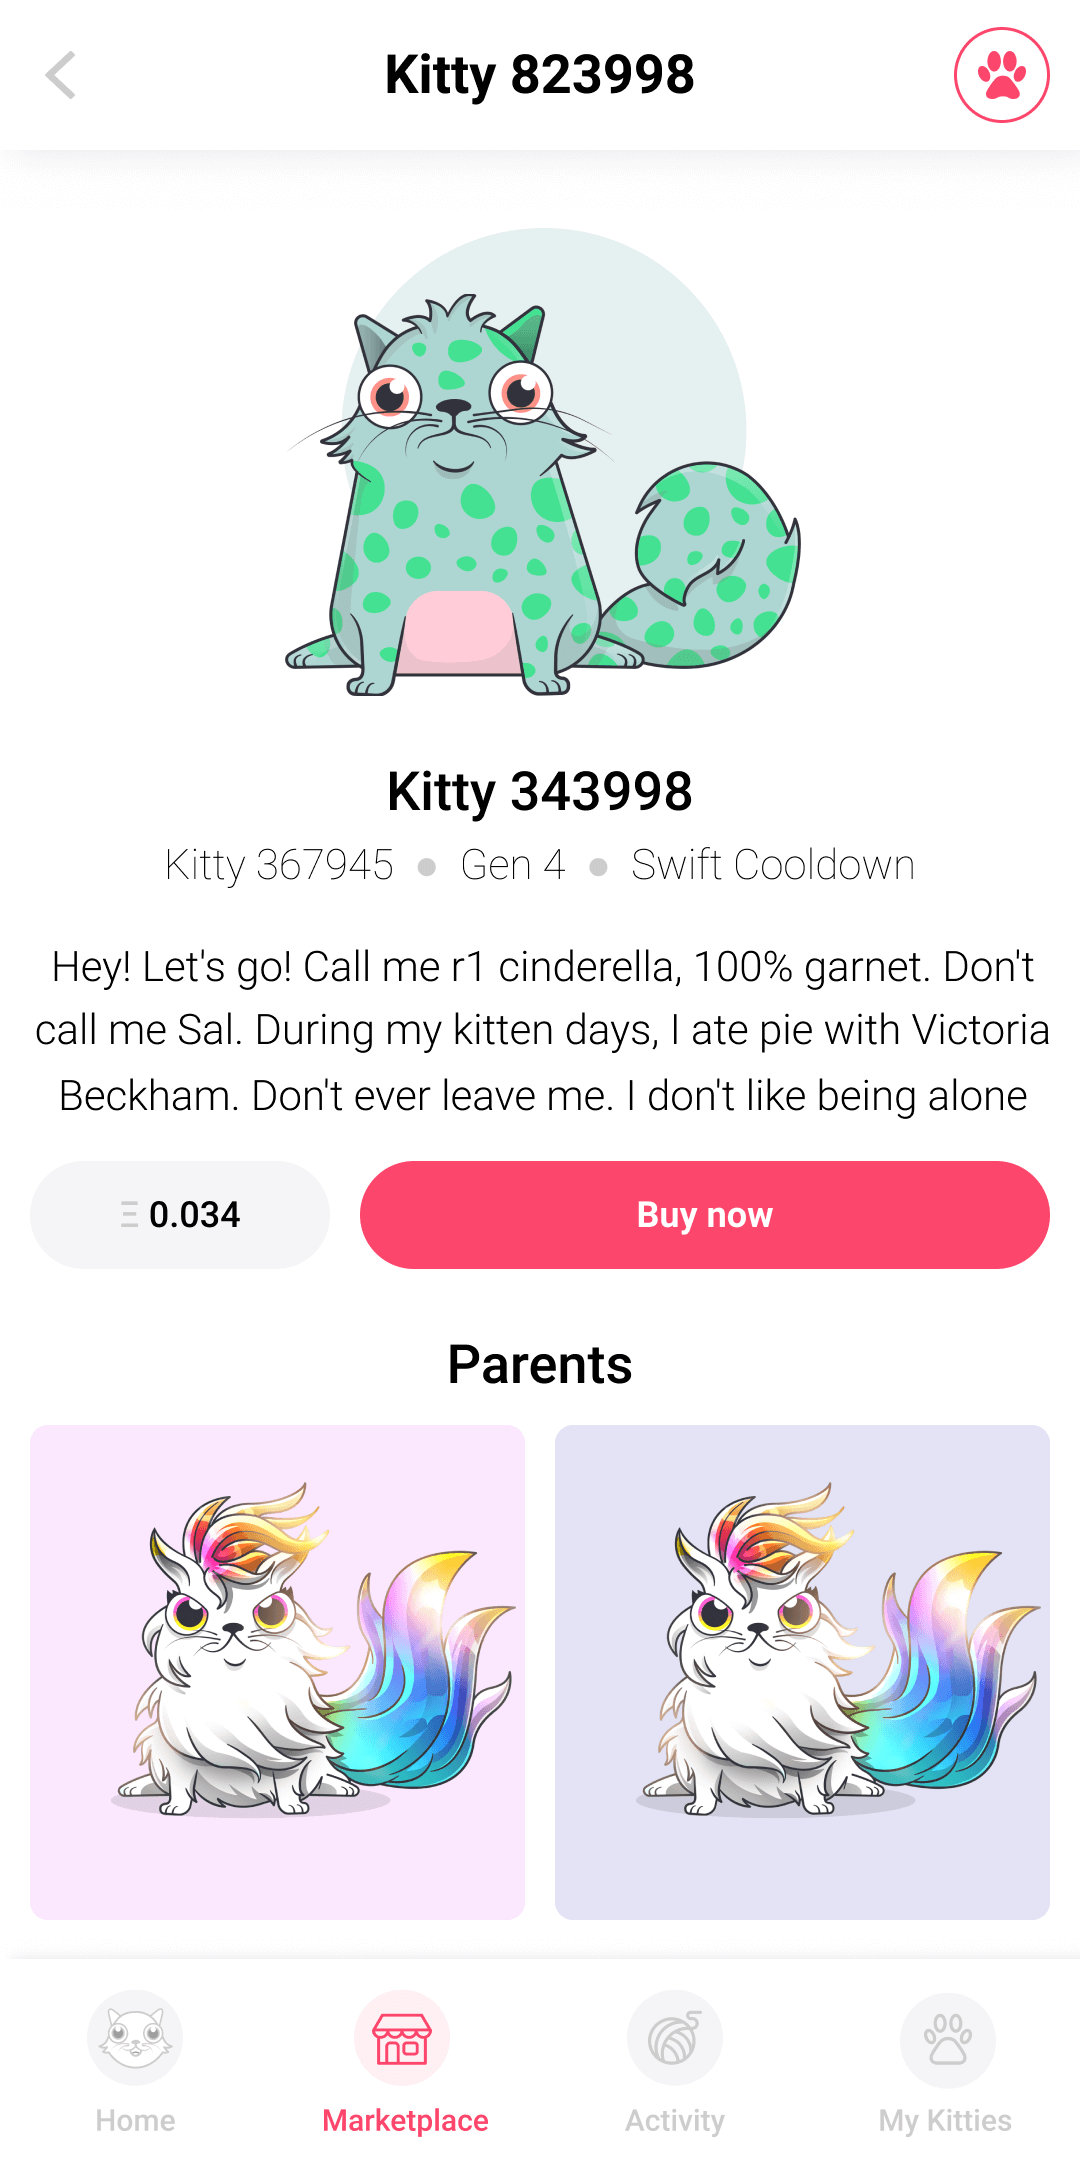 Kitty 823998
Kitty 343998
Kitty 367945 ● Gen 4 ● Swift Cooldown
Hey! Let's go! Call me r1 cinderella, 100% garnet. Don't
call me Sal. During my kitten days, I ate pie with Victoria
Beckham. Don't ever leave me. I don't like being alone
Ξ 0.034
Buy now
Parents
Home
Marketplace
Activity
My Kitties